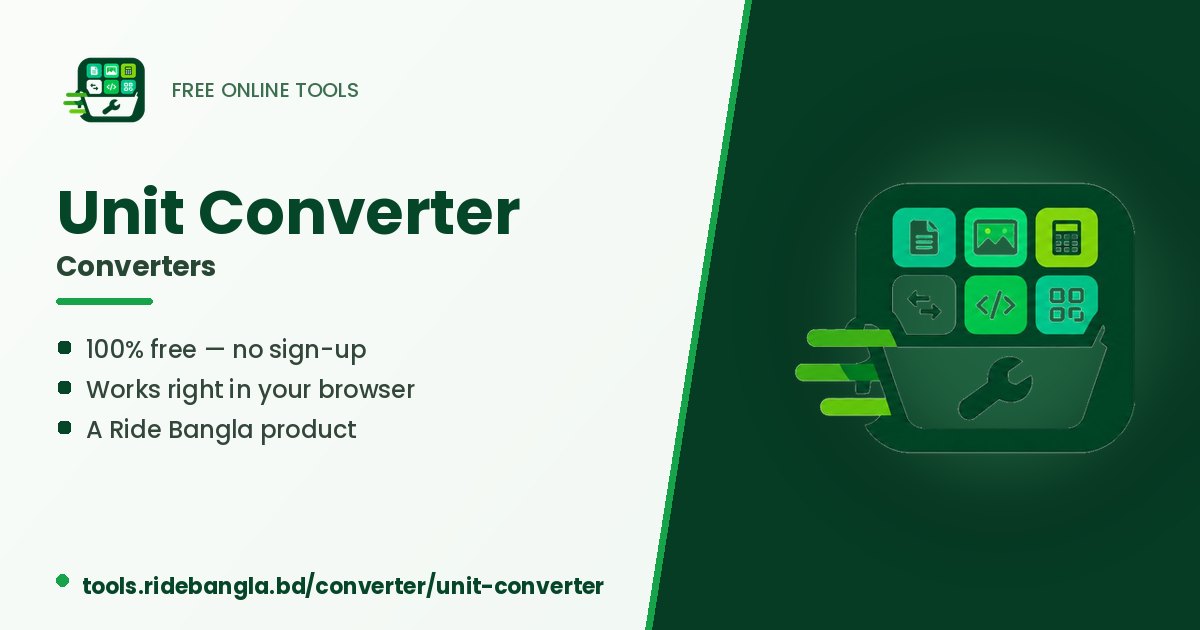 FREE ONLINE TOOLS
Unit Converter
Converters
100% free — no sign-up
Works right in your browser
A Ride Bangla product
tools.ridebangla.bd/converter/unit-converter